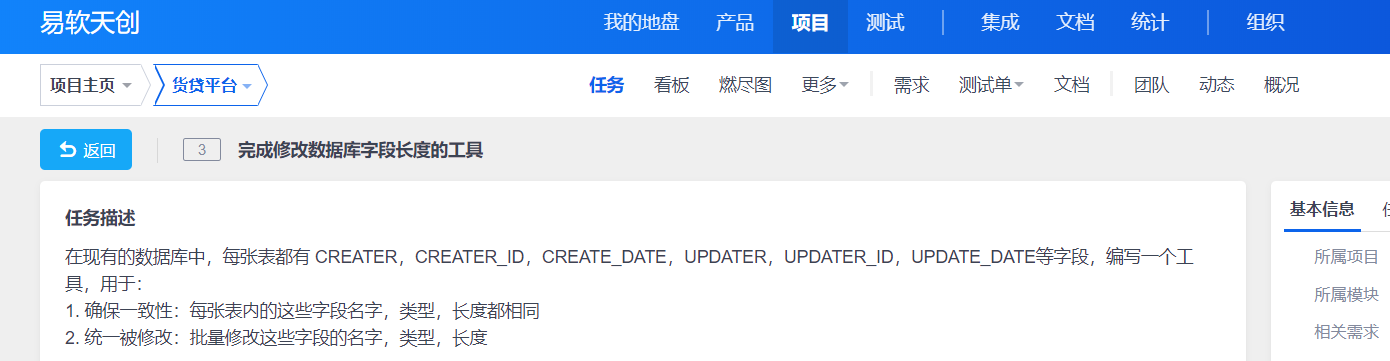 易软天创 我的地盘 产品 项目 测试 集成 文档 统计 组织
项目主页 货贷平台 任务 看板 燃尽图 更多 需求 测试单 文档 团队 动态 概况
返回 3 完成修改数据库字段长度的工具
任务描述
在现有的数据库中，每张表都有 CREATER，CREATER_ID，CREATE_DATE，UPDATER，UPDATER_ID，UPDATE_DATE等字段，编写一个工
具，用于：
1. 确保一致性：每张表内的这些字段名字，类型，长度都相同
2. 统一被修改：批量修改这些字段的名字，类型，长度
基本信息
所属项目
所属模块
相关需求